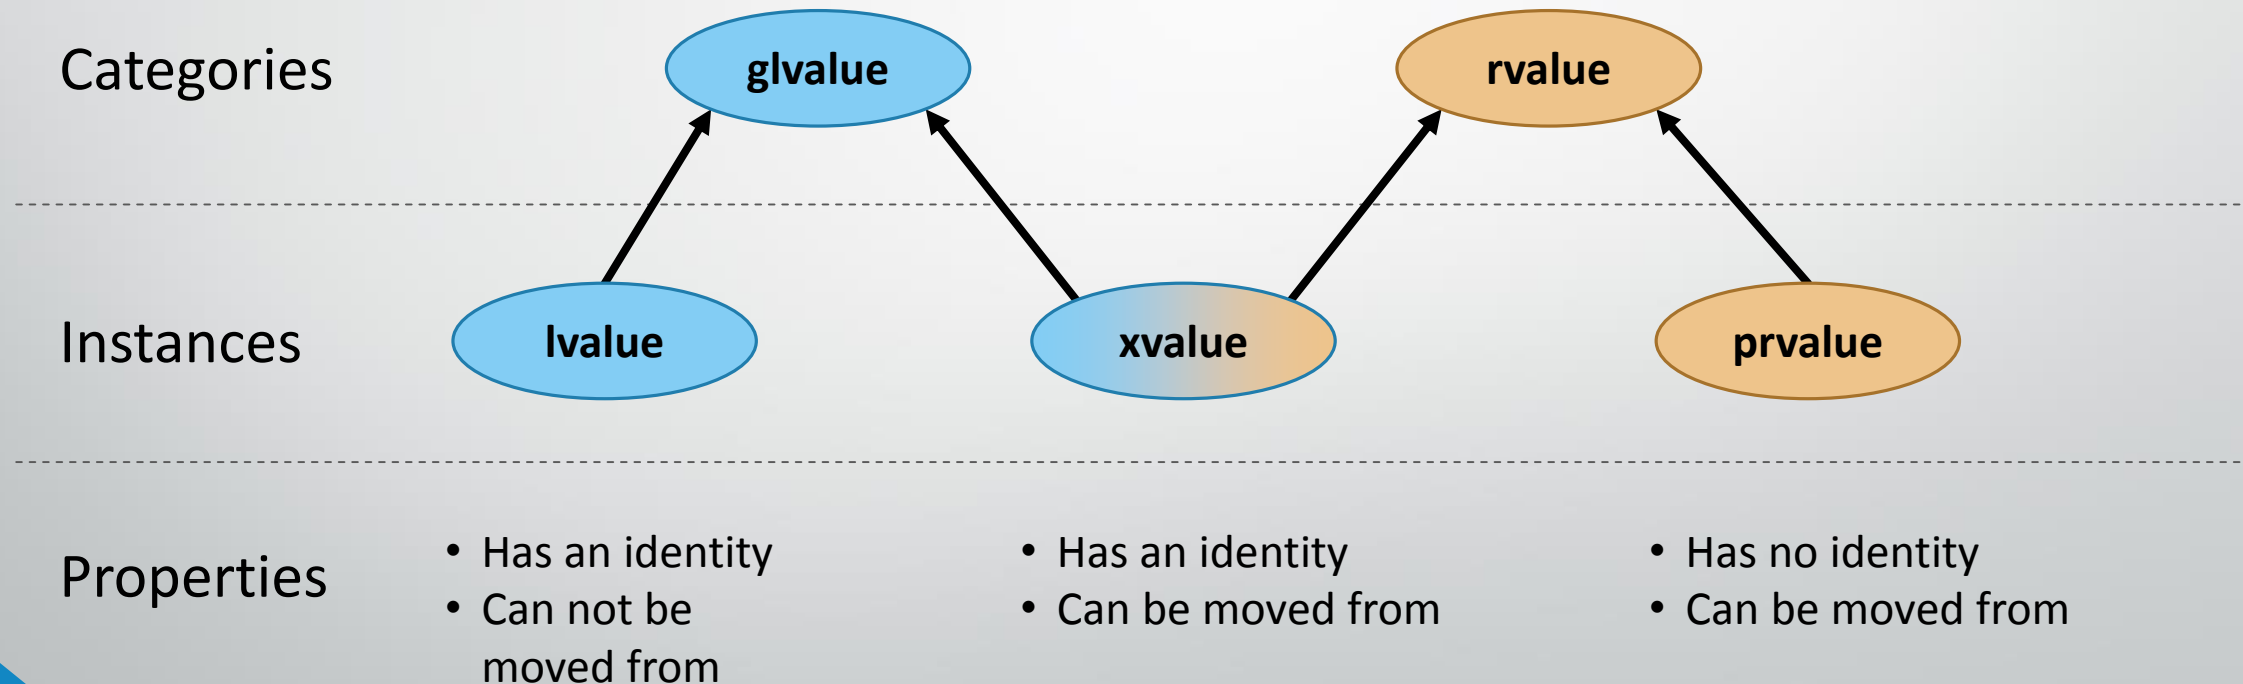 Categories
glvalue
rvalue
Instances
lvalue
xvalue
prvalue
Properties
• Has an identity
• Can not be
moved from
• Has an identity
• Can be moved from
• Has no identity
• Can be moved from